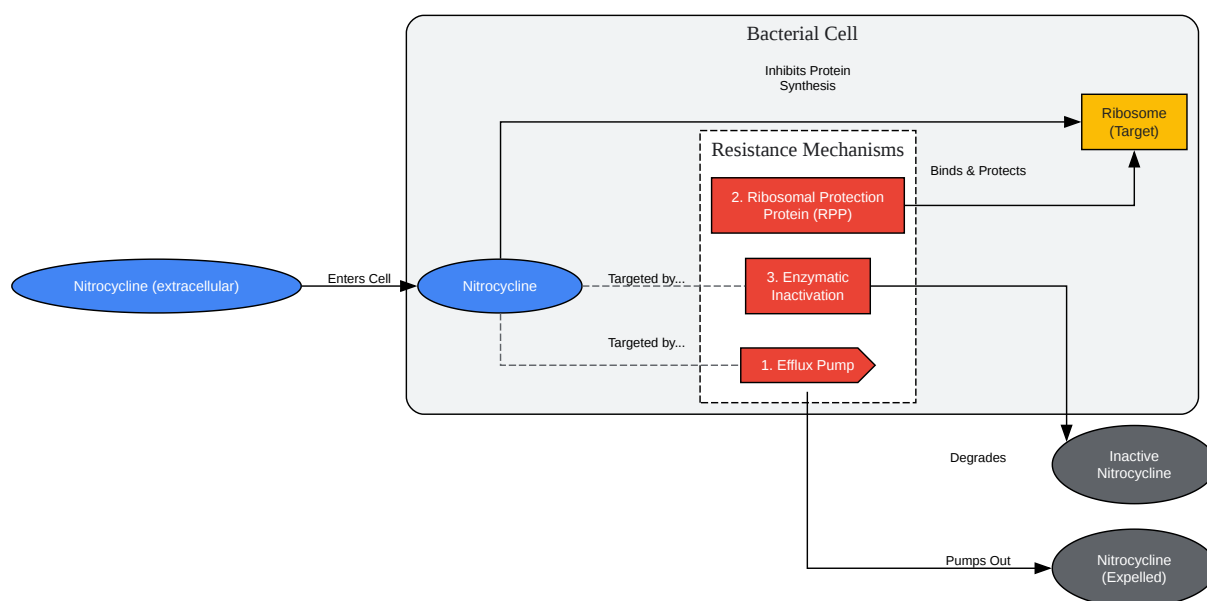 Bacterial Cell
Inhibits Protein
Synthesis
Ribosome
(Target)
Resistance Mechanisms
Binds & Protects
2. Ribosomal Protection
Protein (RPP)
Nitrocycline (extracellular)
Enters Cell
Nitrocycline
Targeted by...
3. Enzymatic
Inactivation
Targeted by...
1. Efflux Pump
Degrades
Inactive
Nitrocycline
Pumps Out
Nitrocycline
(Expelled)